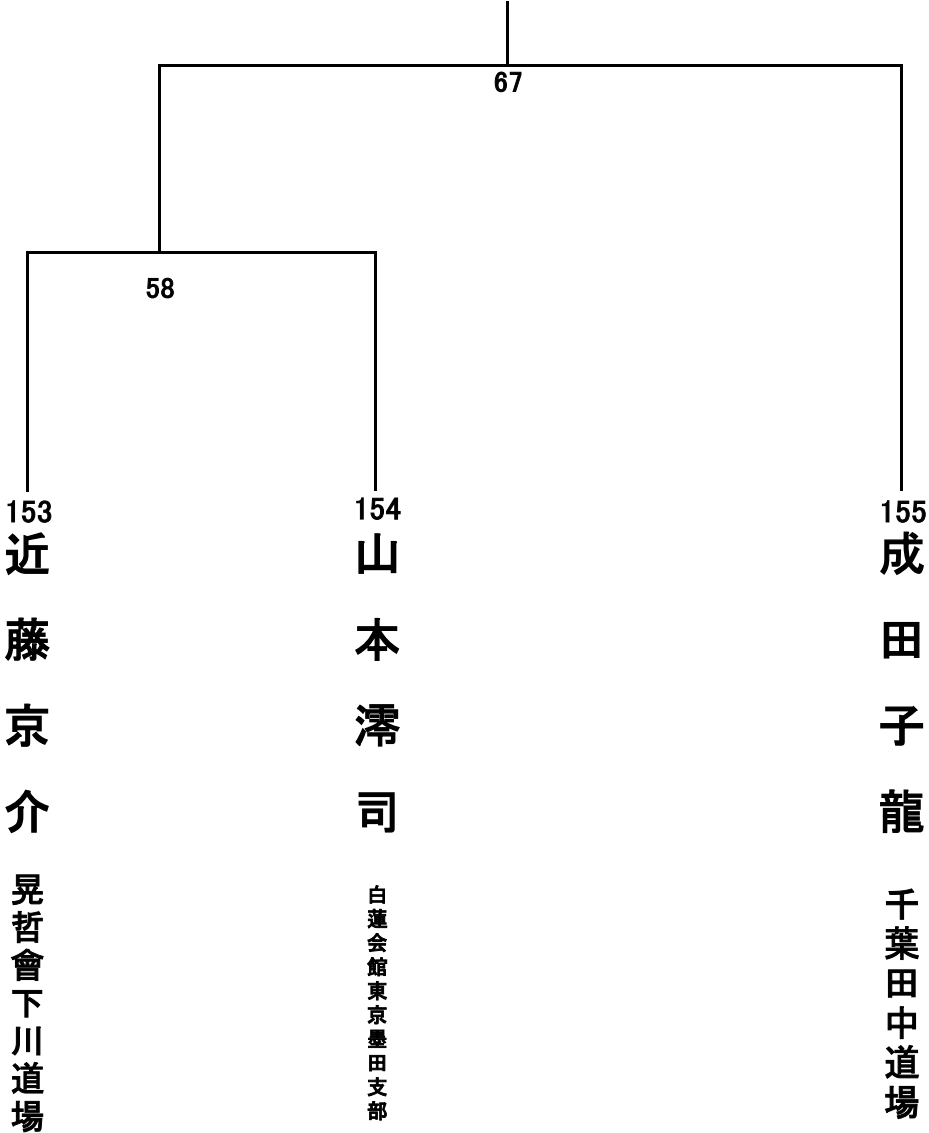 67
58
153
近藤京介
晃哲會下川道場
154
山本澪司
白蓮会館東京墨田支部
155
成田子龍
千葉田中道場